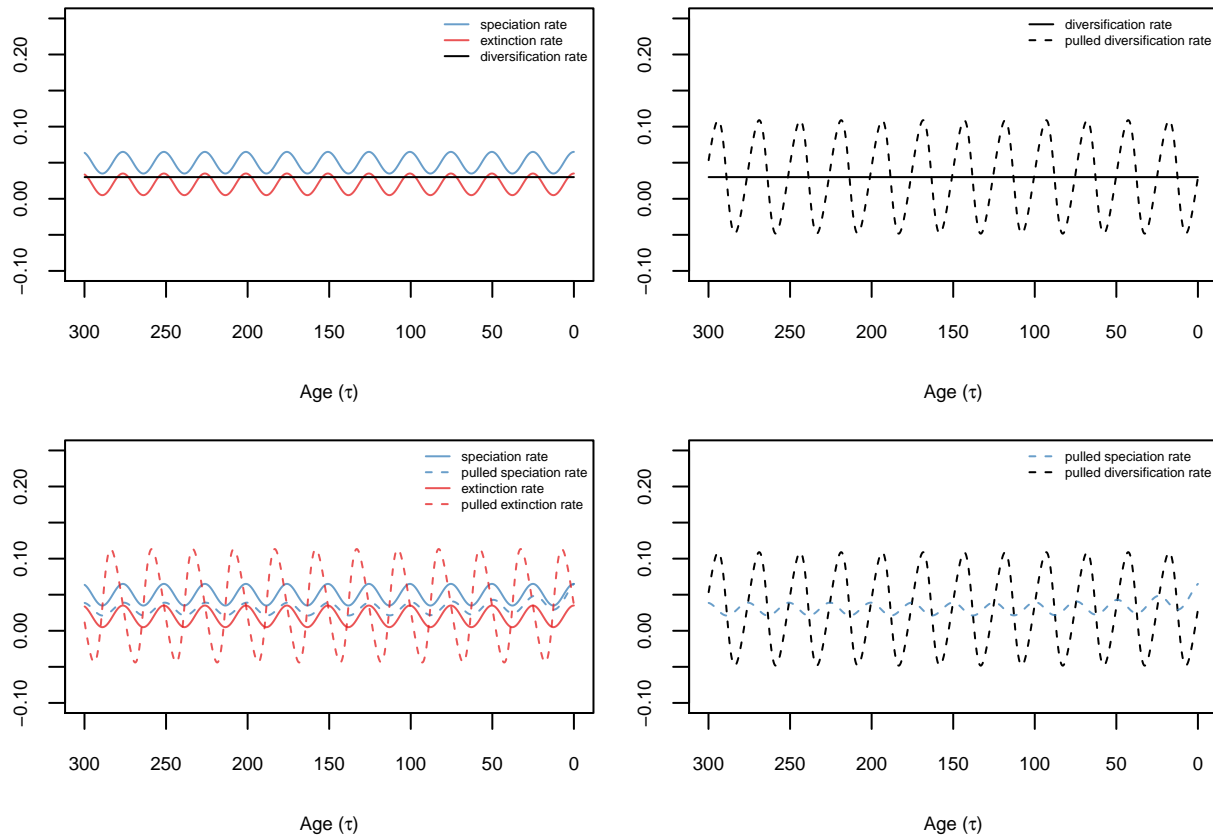 speciation rate
extinction rate
diversification rate
0.20
0.10
0.00
−0.10
300 250 200 150 100 50 0
Age (τ)
diversification rate
pulled diversification rate
0.20
0.10
0.00
−0.10
300 250 200 150 100 50 0
Age (τ)
speciation rate
pulled speciation rate
extinction rate
pulled extinction rate
0.20
0.10
0.00
−0.10
300 250 200 150 100 50 0
Age (τ)
pulled speciation rate
pulled diversification rate
0.20
0.10
0.00
−0.10
300 250 200 150 100 50 0
Age (τ)